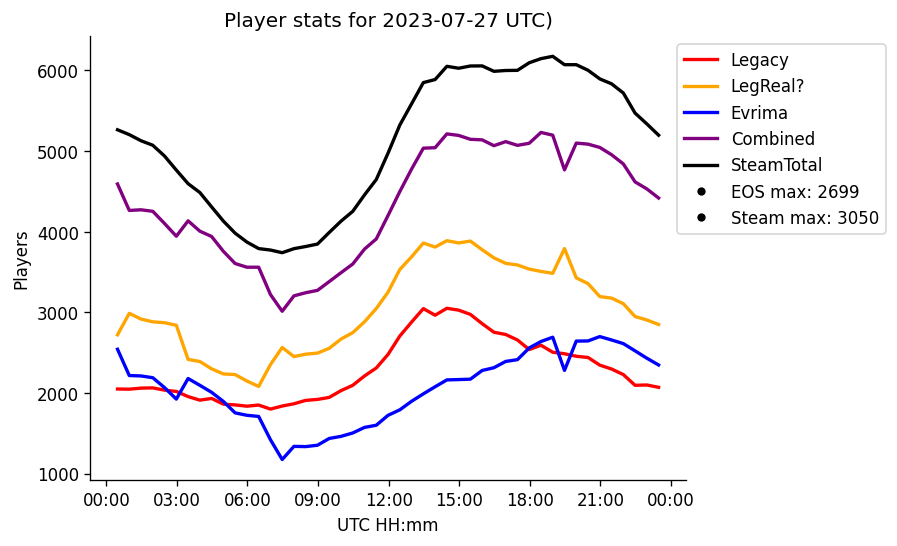 Player stats for 2023-07-27 UTC)
Legacy
LegReal?
Evrima
Combined
SteamTotal
EOS max: 2699
Steam max: 3050
Players
6000
5000
4000
3000
2000
1000
00:00 03:00 06:00 09:00 12:00 15:00 18:00 21:00 00:00
UTC HH:mm